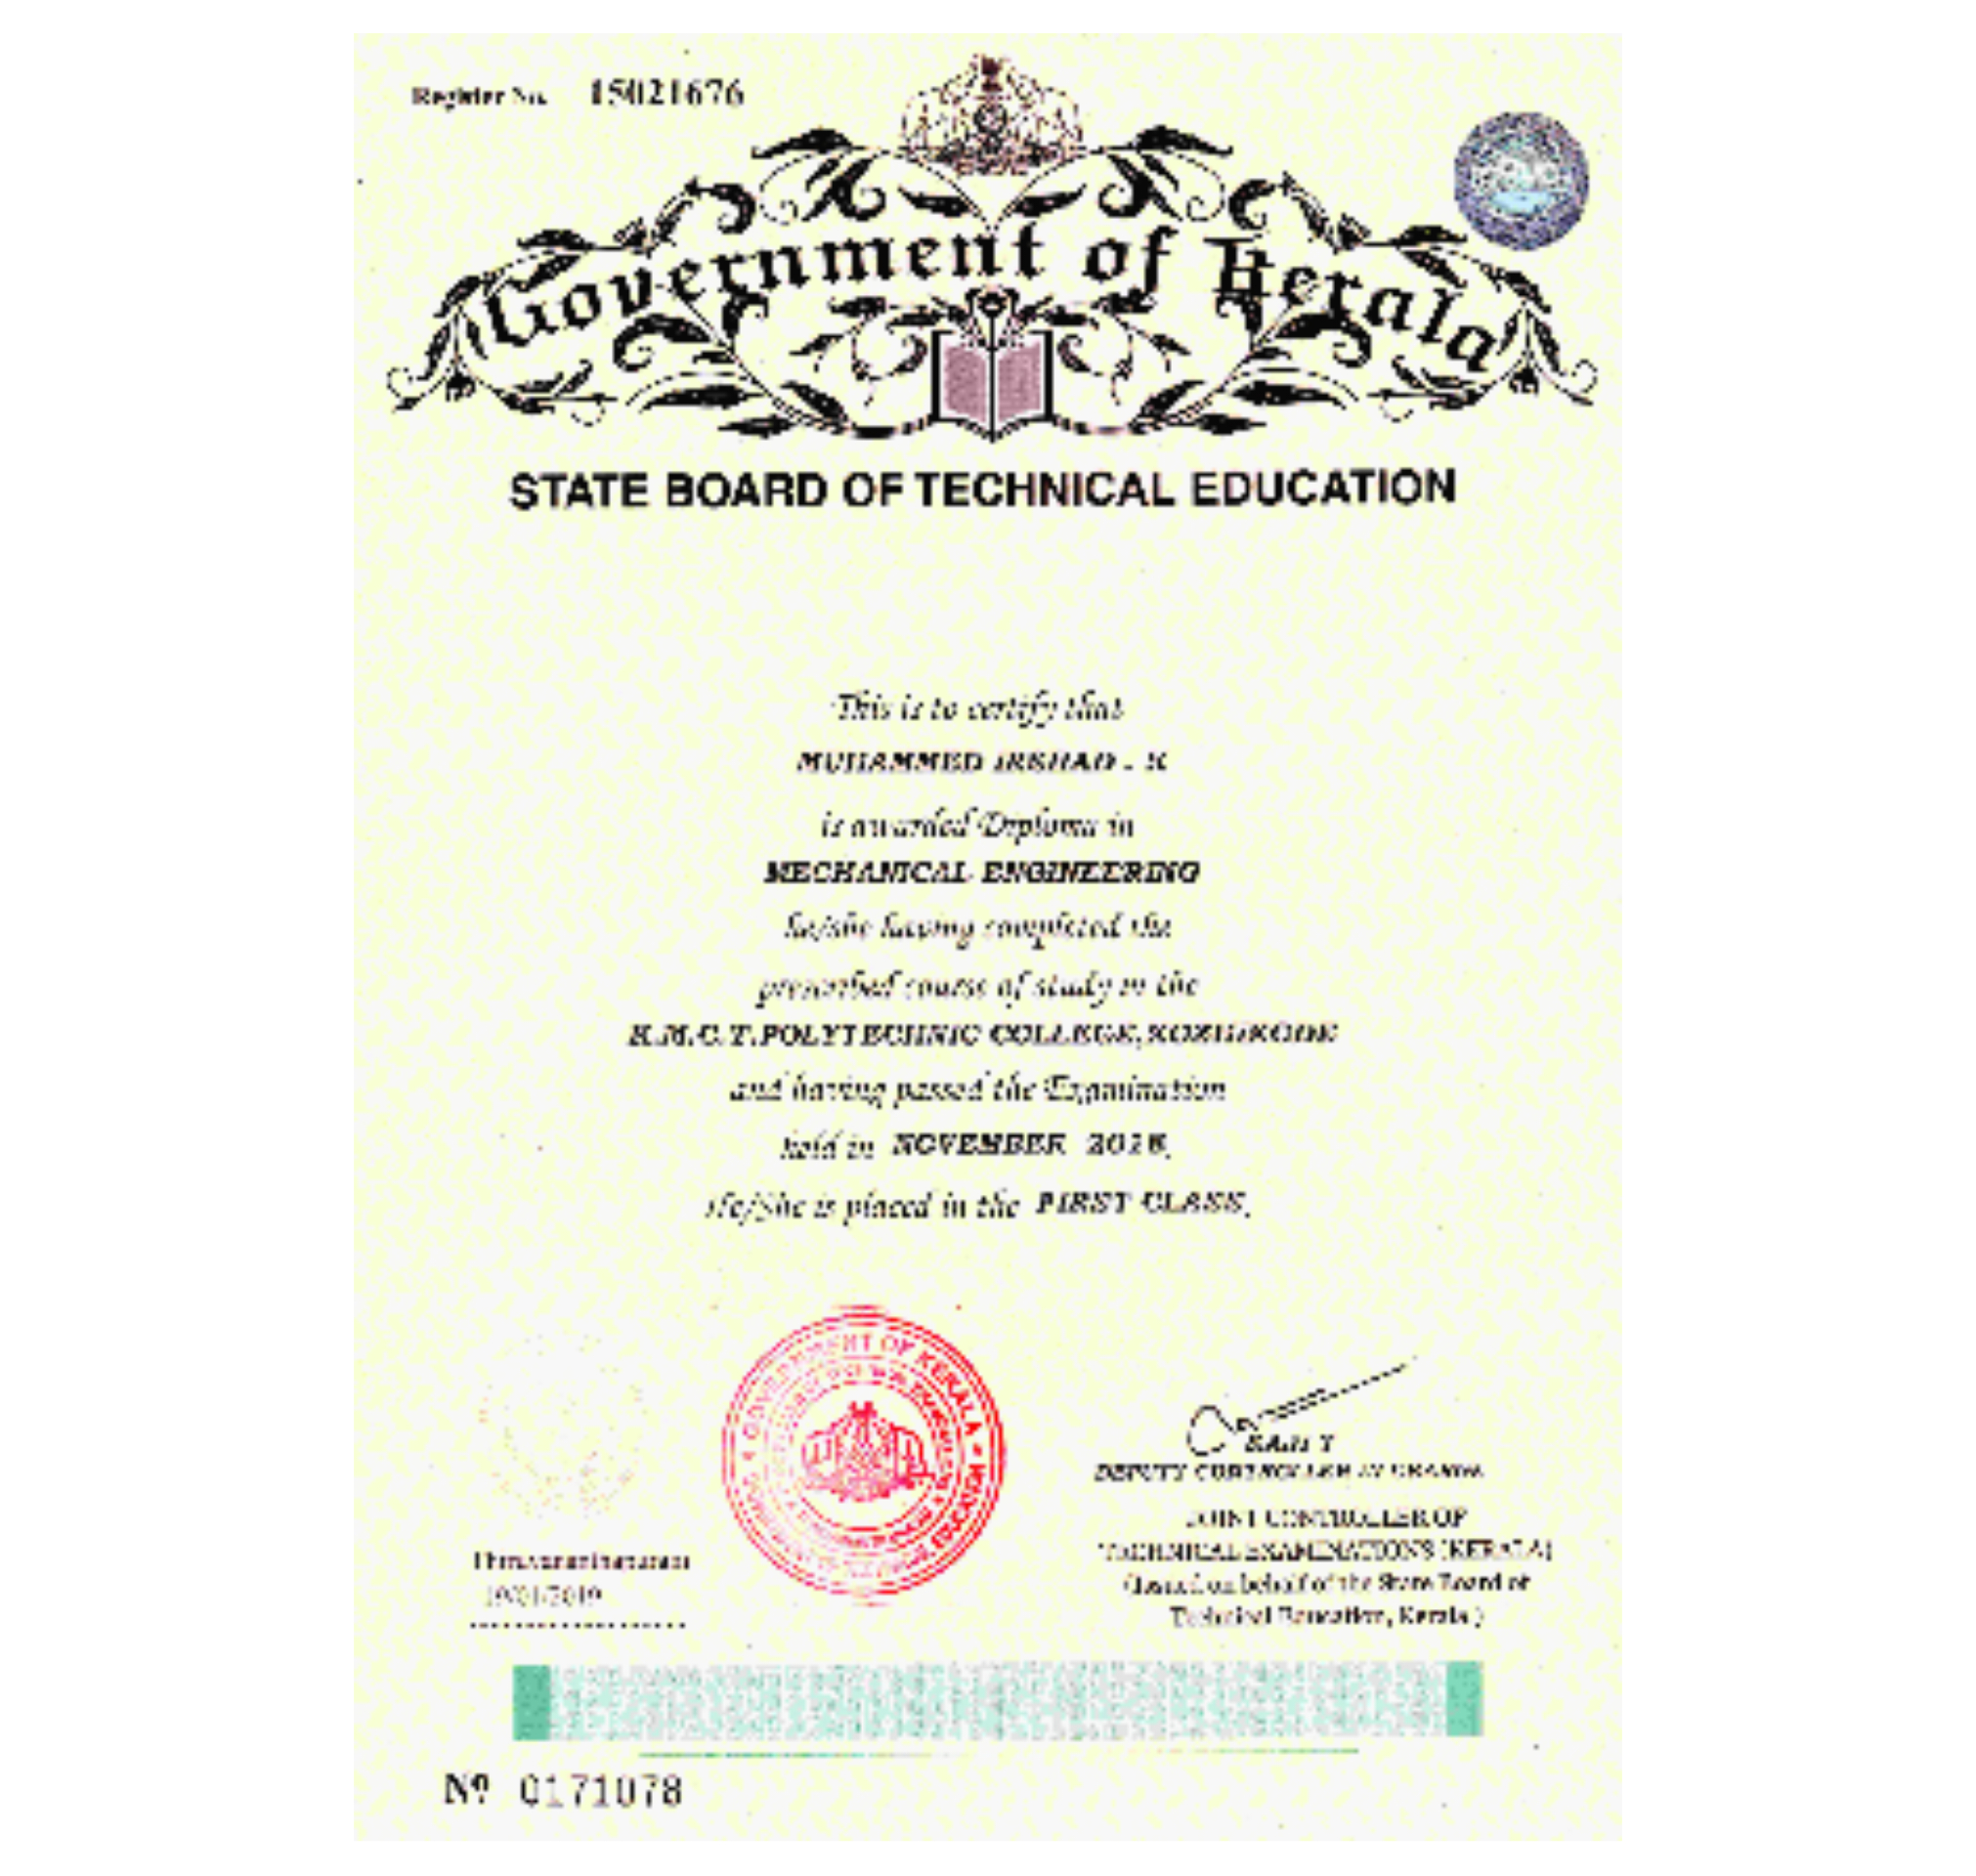 Register No. 15021676
Government of Kerala
STATE BOARD OF TECHNICAL EDUCATION
This is to certify that
MUHAMMED IRSHAD . K
is awarded Diploma in
MECHANICAL ENGINEERING
he/she having completed the
prescribed course of study in the
K.M.C.T.POLYTECHNIC COLLEGE,KOZHIKODE
and having passed the Examination
held in NOVEMBER 2018.
He/She is placed in the FIRST CLASS.
GOVERNMENT OF KERALA
EDUCATION
DEPUTY CONTROLLER IN CHARGE
JOINT CONTROLLER OF
TECHNICAL EXAMINATIONS (KERALA)
(Issued on behalf of the State Board of
Technical Education, Kerala.)
Thiruvananthapuram
19/01/2019
Nº 0171078